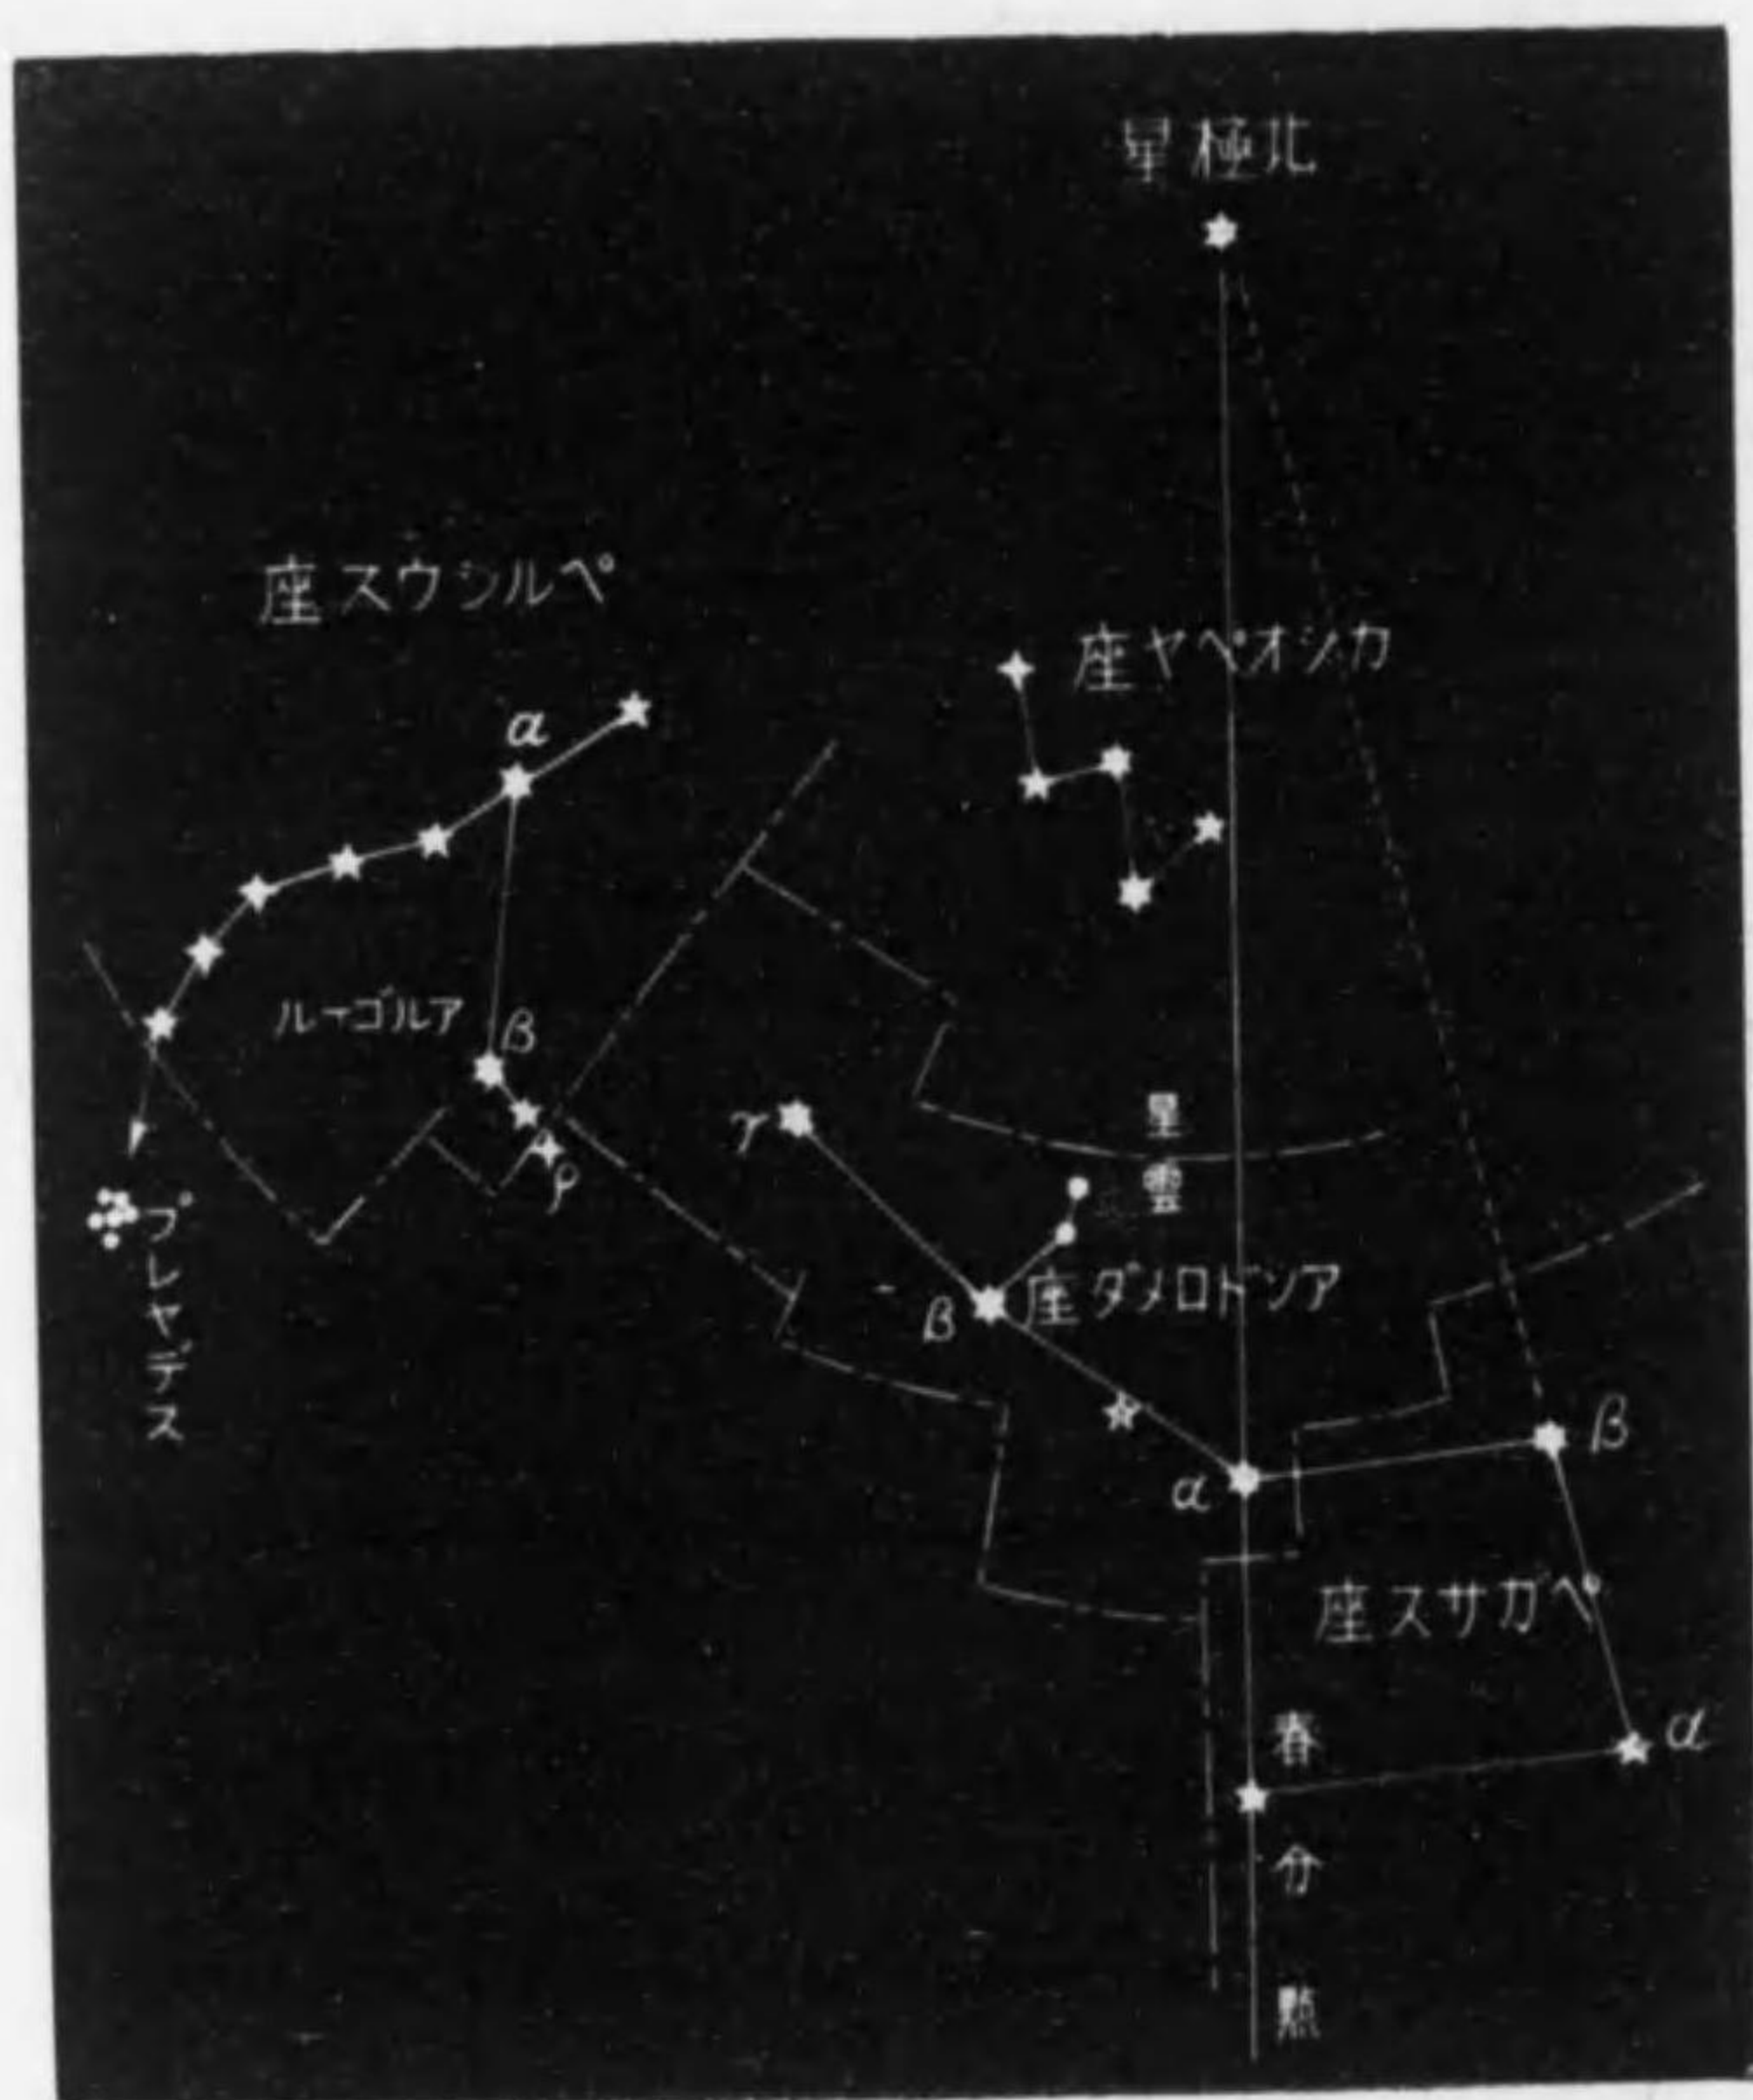 北極星
ペルシウス座
カシオペヤ座
α
アルゴール
β
ρ
γ
星雲
プレヤデス
アンドロメダ座
β
α
β
ペガサス座
α
春分點